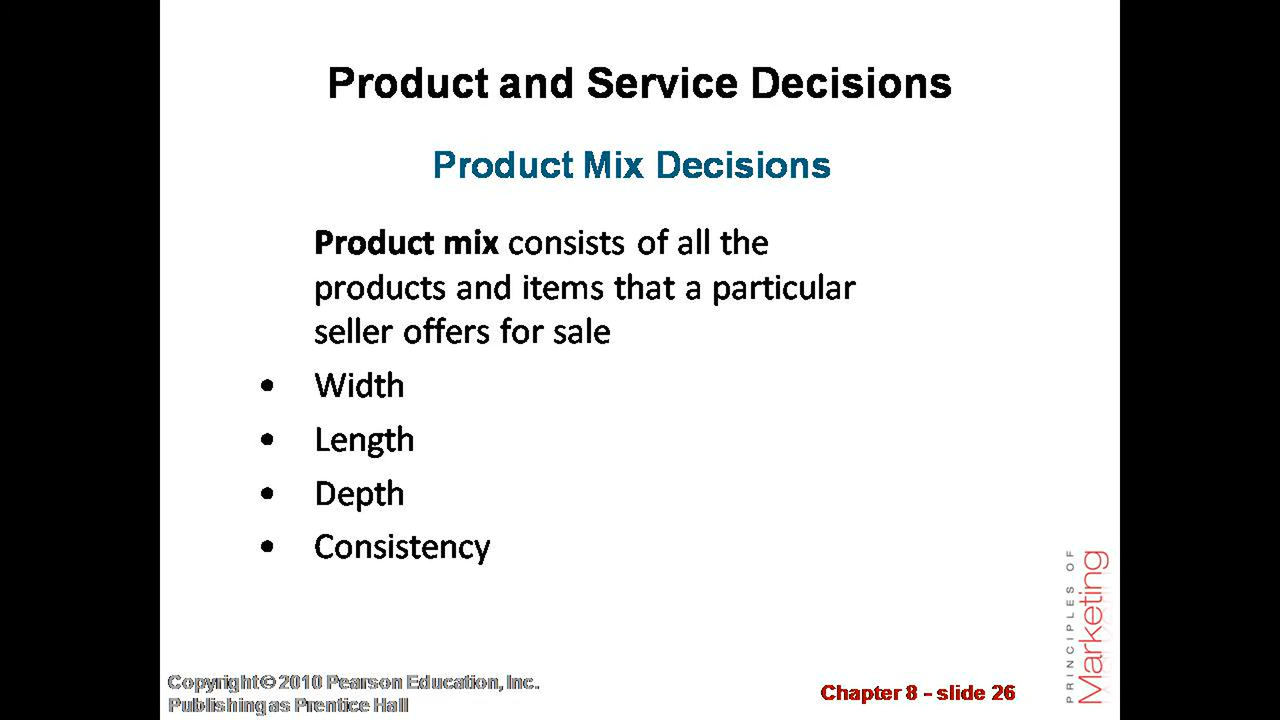 Product and Service Decisions
Product Mix Decisions
Product mix consists of all the
products and items that a particular
seller offers for sale
• Width
• Length
• Depth
• Consistency
PRINCIPLES OF
Marketing
Copyright © 2010 Pearson Education, Inc.
Publishing as Prentice Hall
Chapter 8 - slide 26